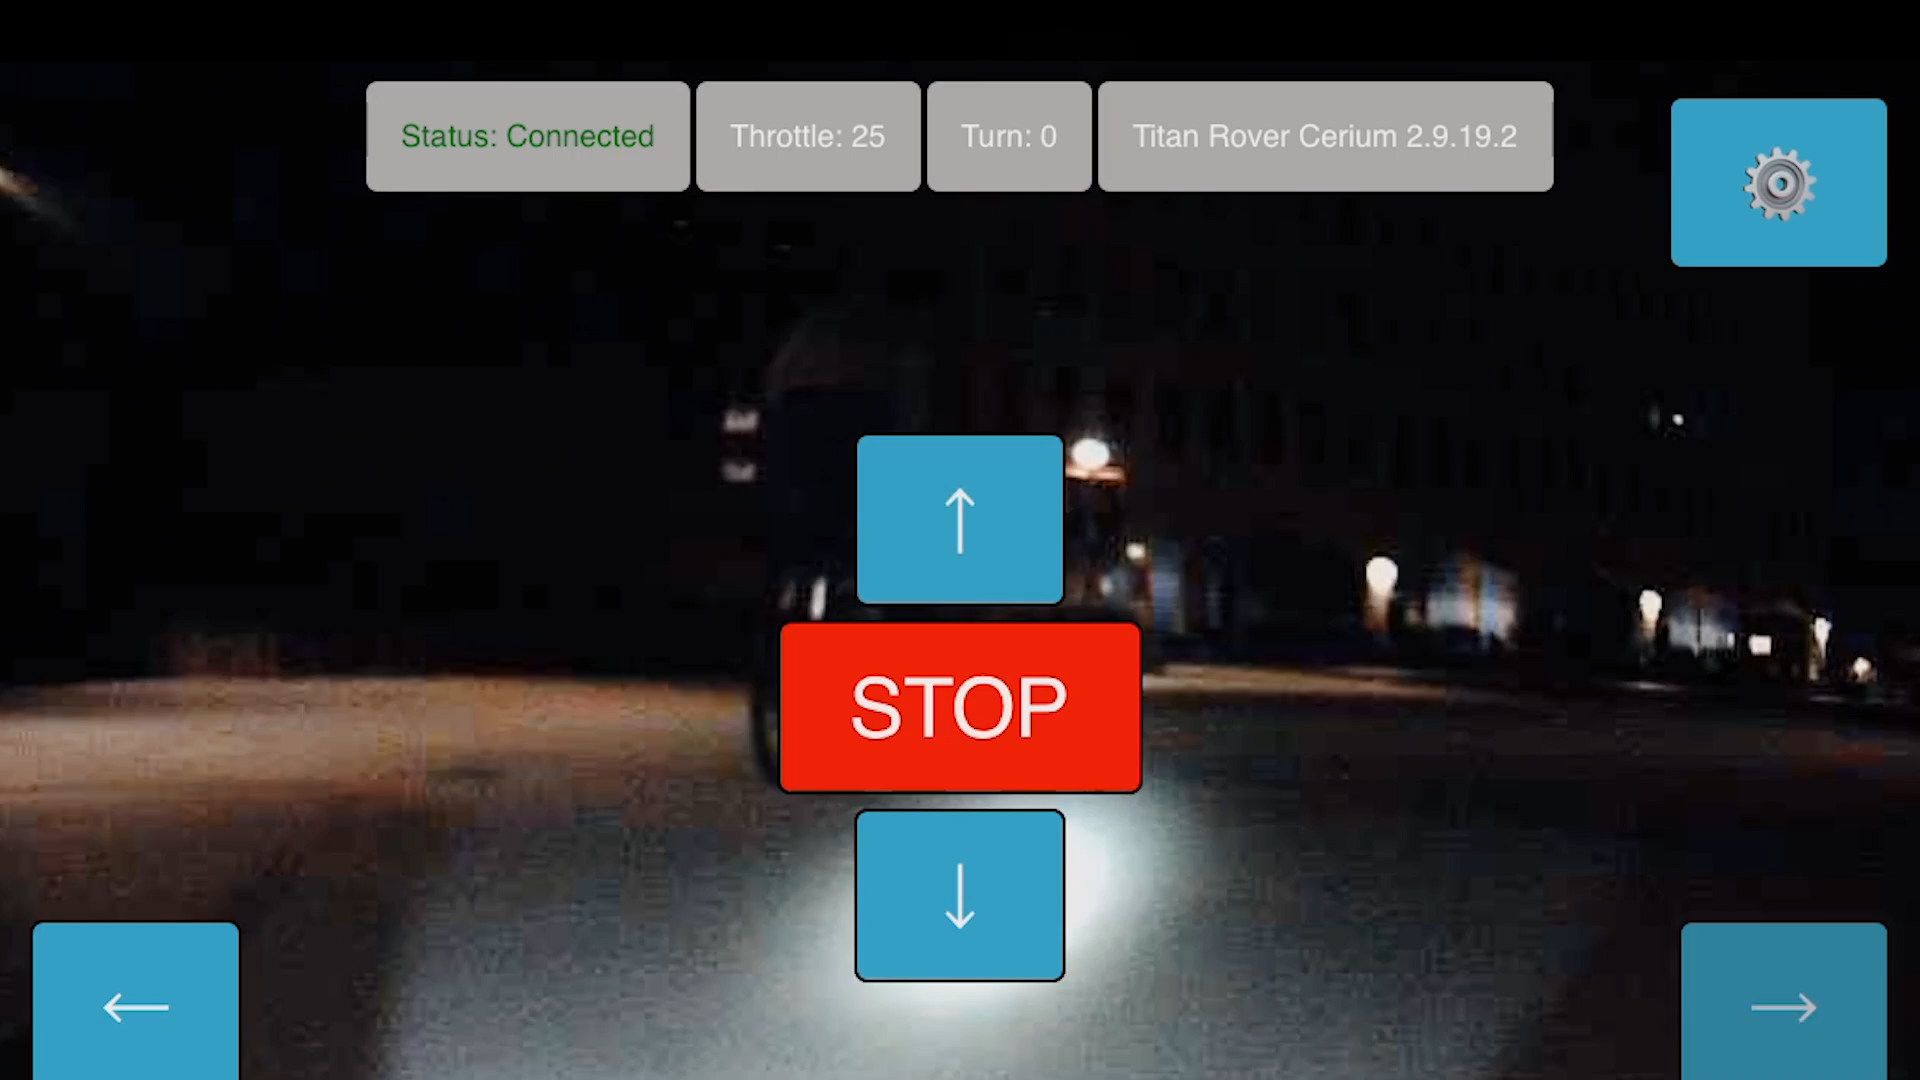 Status: Connected
Throttle: 25
Turn: 0
Titan Rover Cerium 2.9.19.2
↑
STOP
↓
←
→